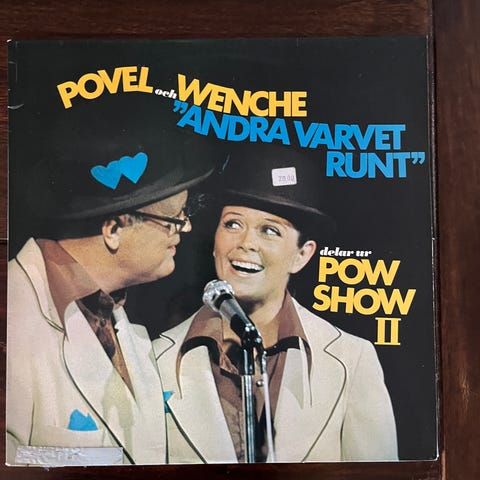 POVEL och WENCHE
"ANDRA VARVET
RUNT"
delar ur
POW
SHOW
II